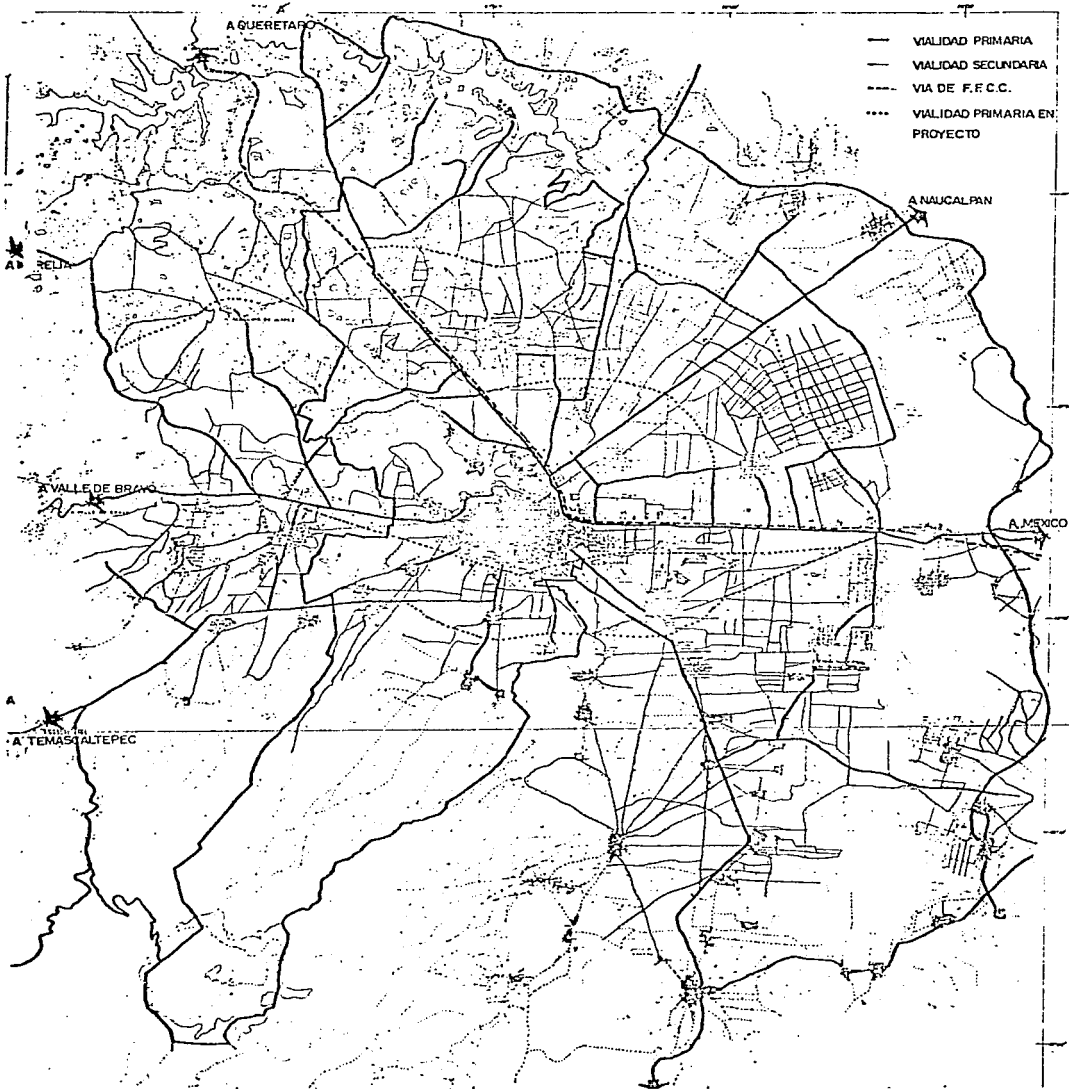 A QUERETARO
VIALIDAD PRIMARIA
VIALIDAD SECUNDARIA
VIA DE F.F.C.C.
VIALIDAD PRIMARIA EN
PROYECTO
A NAUCALPAN
A VALLE DE BRAVO
A MEXICO
A
A TEMASCALTEPEC